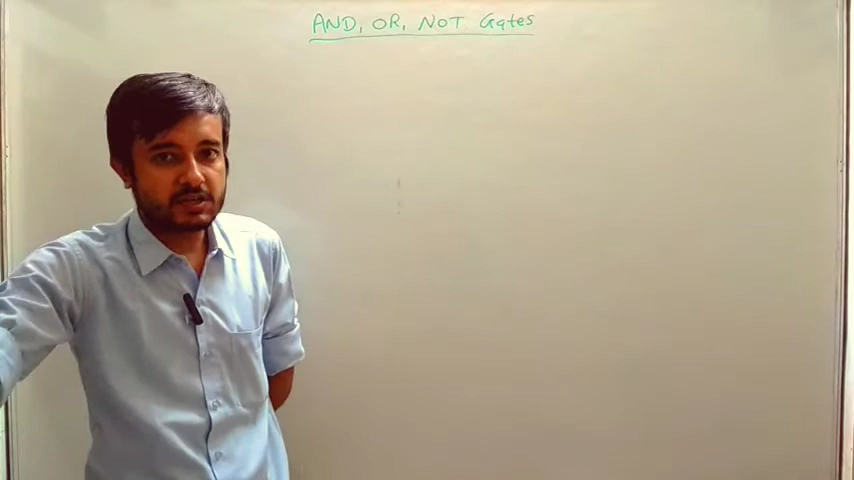 AND, OR, NOT Gates